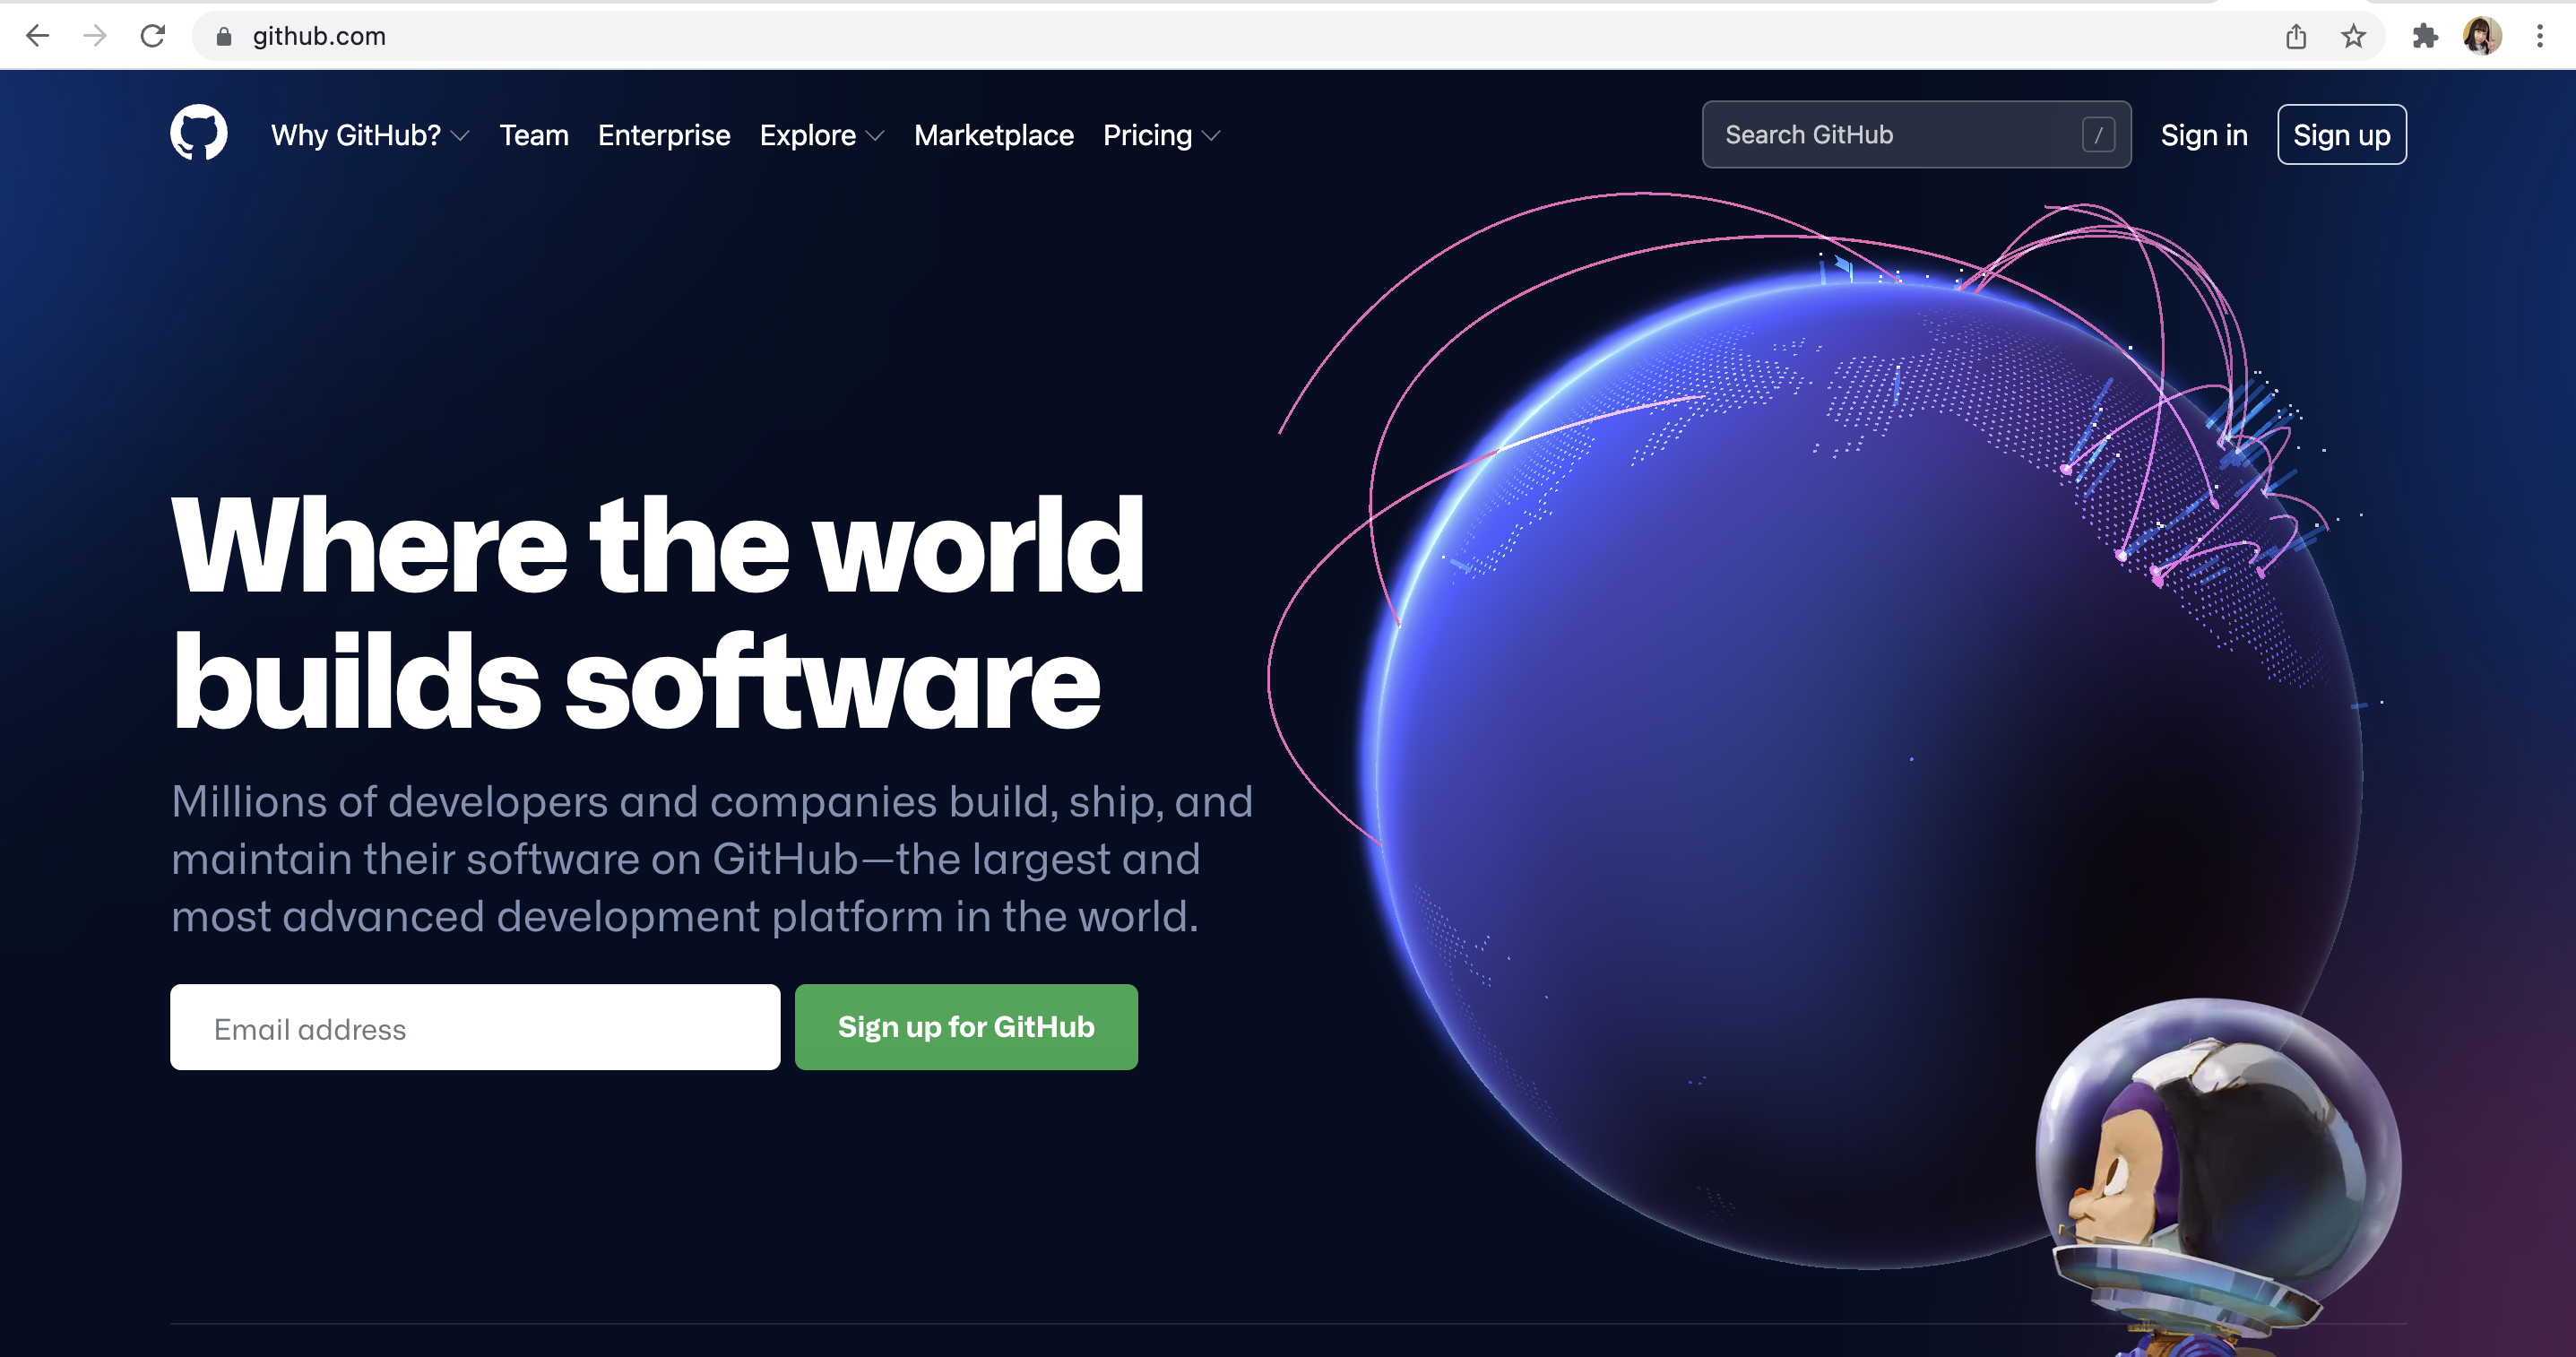 github.com
Why GitHub? Team Enterprise Explore Marketplace Pricing Search GitHub / Sign in Sign up
Where the world
builds software
Millions of developers and companies build, ship, and
maintain their software on GitHub—the largest and
most advanced development platform in the world.
Email address Sign up for GitHub